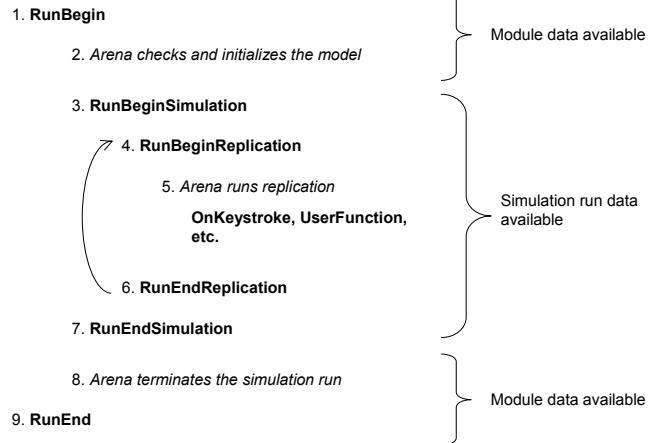 1. RunBegin
Module data available
2. Arena checks and initializes the model
3. RunBeginSimulation
4. RunBeginReplication
5. Arena runs replication
OnKeystroke, UserFunction,
etc.
Simulation run data
available
6. RunEndReplication
7. RunEndSimulation
8. Arena terminates the simulation run
Module data available
9. RunEnd